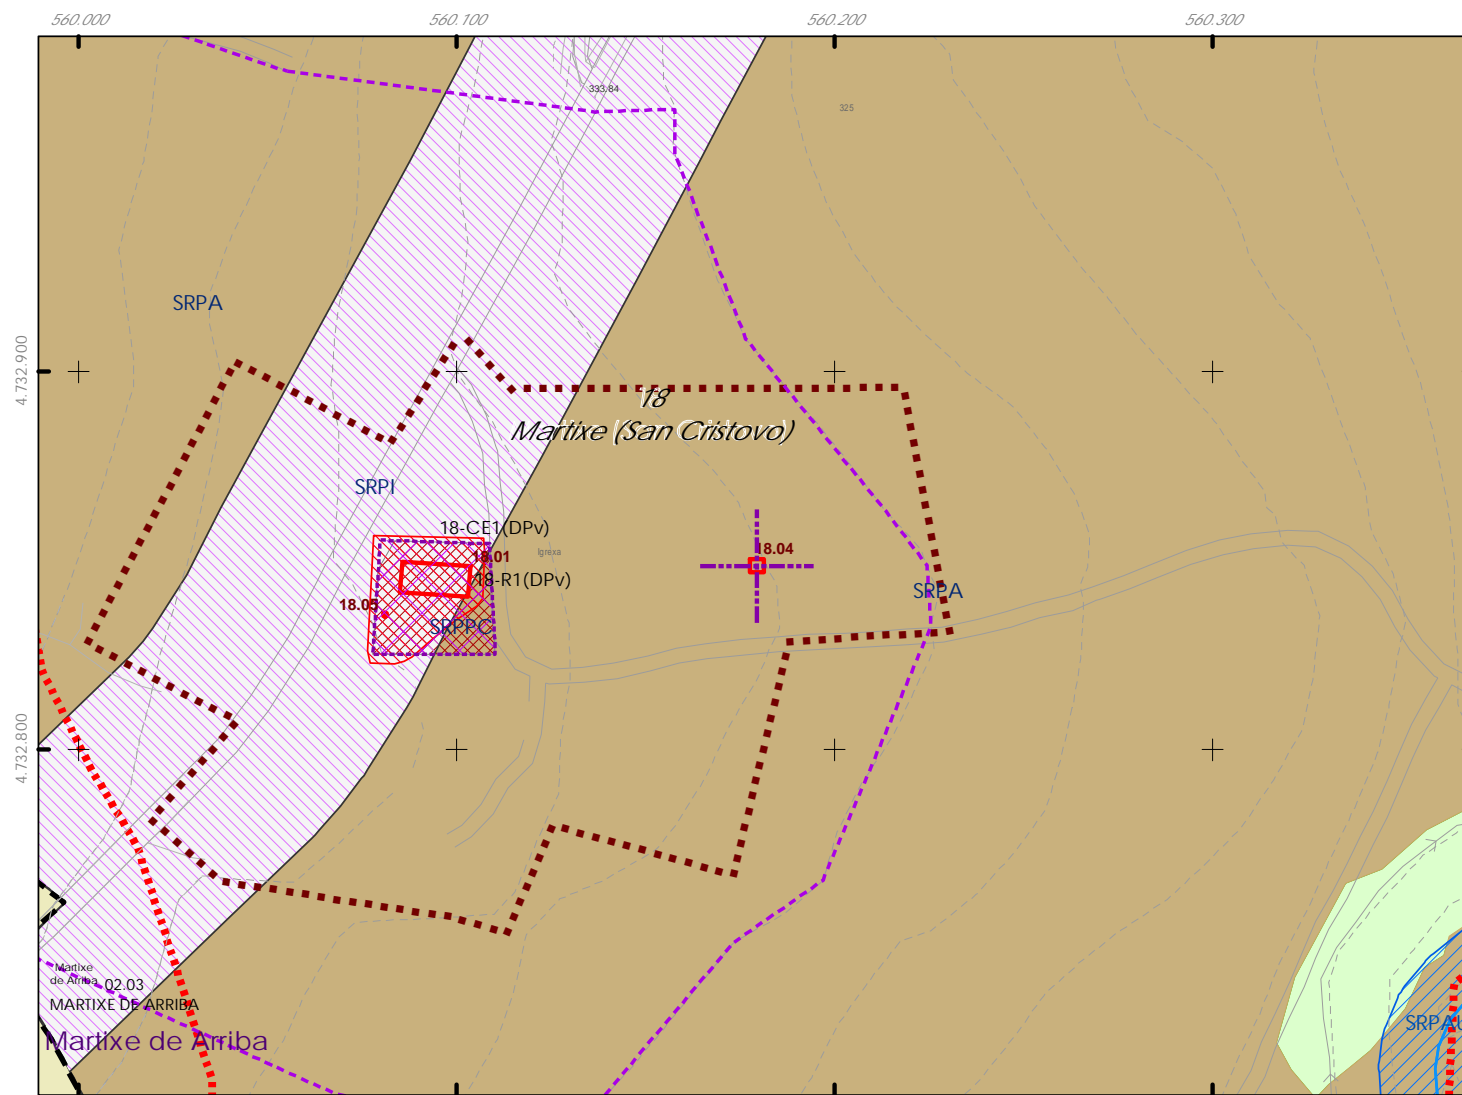 560.000
560.100
560.200
560.300
333.84
325
SRPA
4.732.900
18
Martixe (San Cristovo)
SRPI
18-CE1(DPv)
Igrexa
18.01
18.04
18-R1(DPv)
SRPA
18.05
SRPPC
4.732.800
Martixe
de Arriba
02.03
MARTIXE DE ARRIBA
SRPAU
Martixe de Arriba